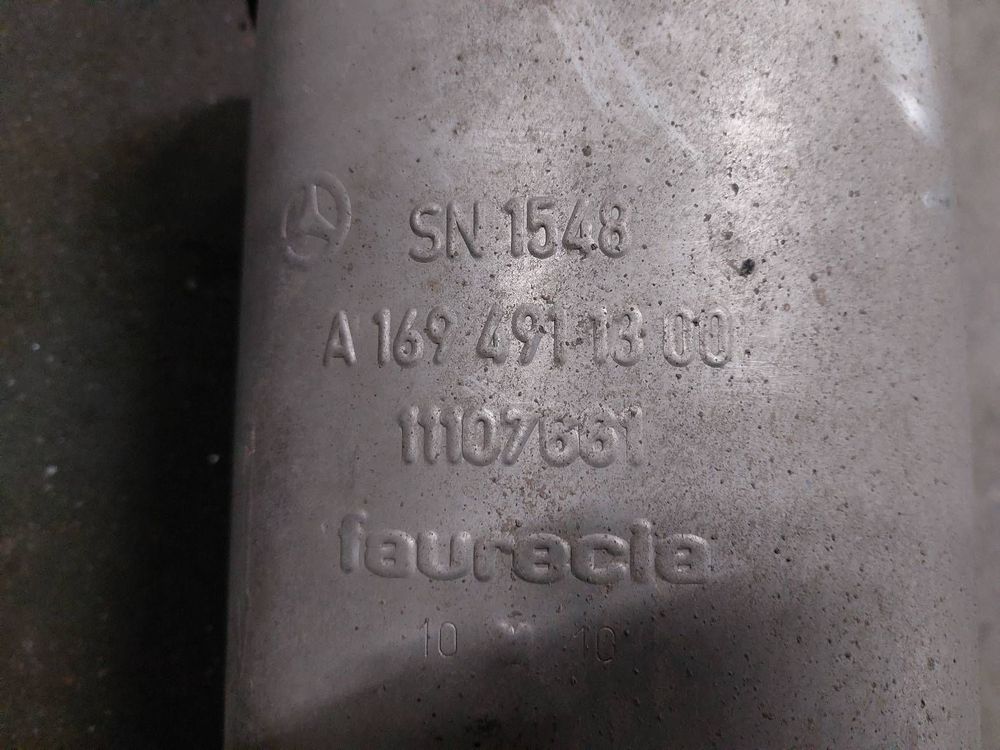 SN 1548
A 169 491 13 00
11107661
faurecia
10 10